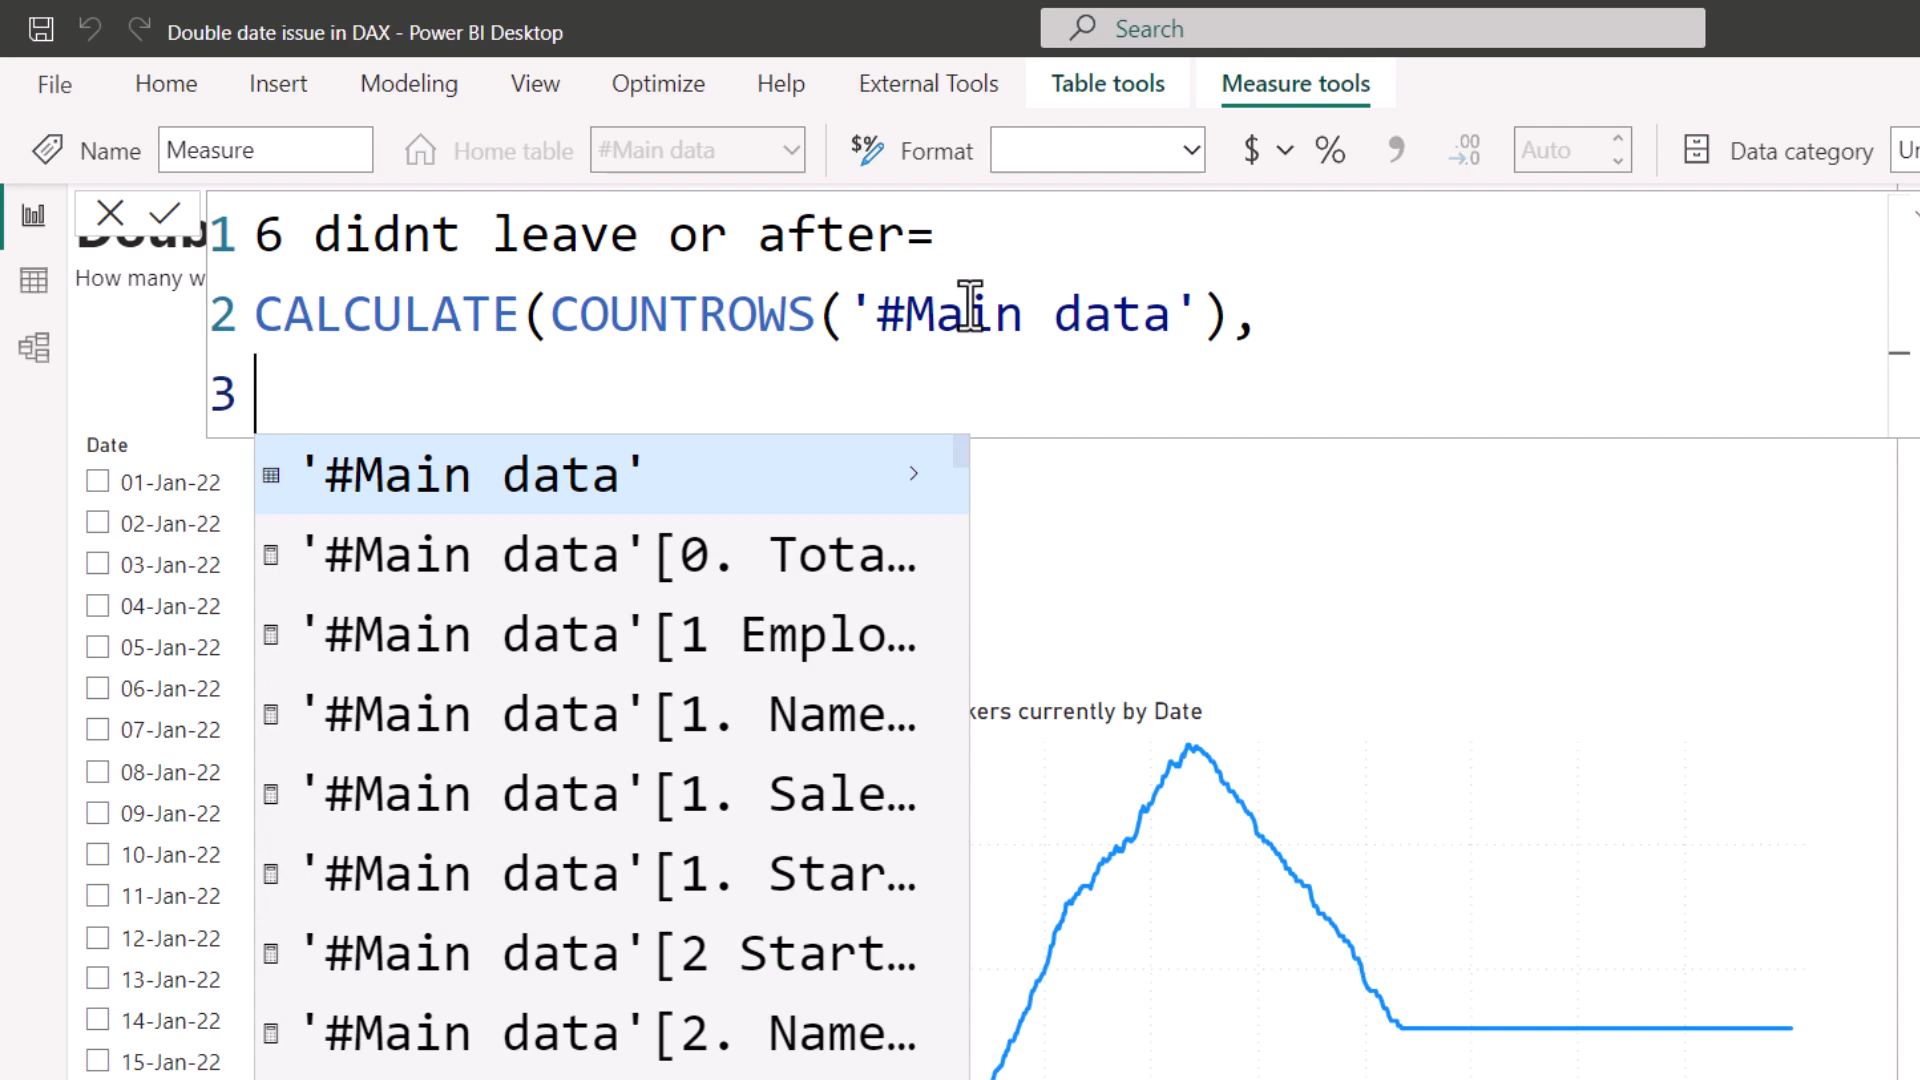 Double date issue in DAX - Power BI Desktop
Search
File Home Insert Modeling View Optimize Help External Tools Table tools Measure tools
Name Measure Home table #Main data Format $ % Auto Data category
1 6 didnt leave or after=
How many w
2 CALCULATE(COUNTROWS('#Main data'),
3
Date
01-Jan-22
02-Jan-22
03-Jan-22
04-Jan-22
05-Jan-22
06-Jan-22
07-Jan-22
08-Jan-22
09-Jan-22
10-Jan-22
11-Jan-22
12-Jan-22
13-Jan-22
14-Jan-22
15-Jan-22
'#Main data'
'#Main data'[0. Tota…
'#Main data'[1 Emplo…
'#Main data'[1. Name…
'#Main data'[1. Sale…
'#Main data'[1. Star…
'#Main data'[2 Start…
'#Main data'[2. Name…
kers currently by Date